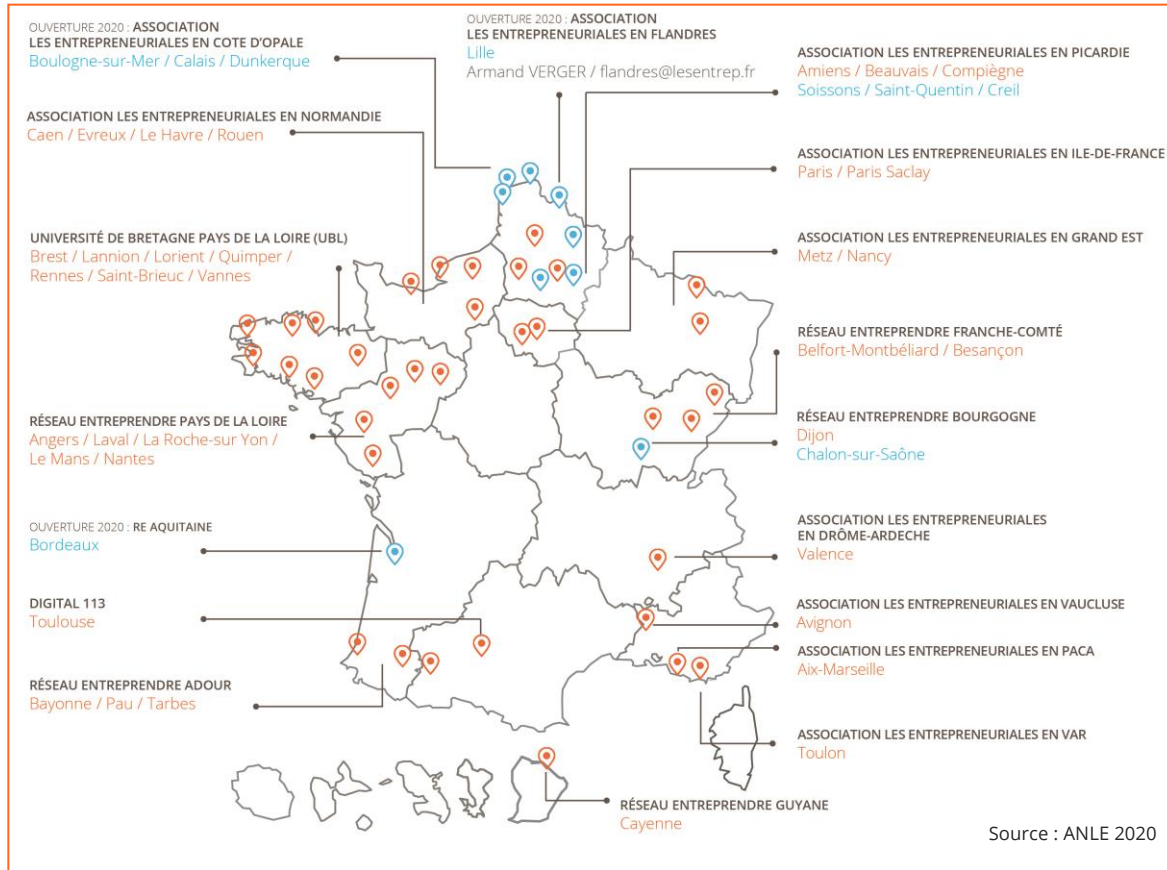 OUVERTURE 2020 : ASSOCIATION
LES ENTREPRENEURIALES EN COTE D'OPALE
Boulogne-sur-Mer / Calais / Dunkerque
OUVERTURE 2020 : ASSOCIATION
LES ENTREPRENEURIALES EN FLANDRES
Lille
Armand VERGER / flandres@lesentrep.fr
ASSOCIATION LES ENTREPRENEURIALES EN PICARDIE
Amiens / Beauvais / Compiègne
Soissons / Saint-Quentin / Creil
ASSOCIATION LES ENTREPRENEURIALES EN NORMANDIE
Caen / Evreux / Le Havre / Rouen
ASSOCIATION LES ENTREPRENEURIALES EN ILE-DE-FRANCE
Paris / Paris Saclay
UNIVERSITÉ DE BRETAGNE PAYS DE LA LOIRE (UBL)
Brest / Lannion / Lorient / Quimper /
Rennes / Saint-Brieuc / Vannes
ASSOCIATION LES ENTREPRENEURIALES EN GRAND EST
Metz / Nancy
RÉSEAU ENTREPRENDRE FRANCHE-COMTÉ
Belfort-Montbéliard / Besançon
RÉSEAU ENTREPRENDRE PAYS DE LA LOIRE
Angers / Laval / La Roche-sur Yon /
Le Mans / Nantes
RÉSEAU ENTREPRENDRE BOURGOGNE
Dijon
Chalon-sur-Saône
OUVERTURE 2020 : RE AQUITAINE
Bordeaux
ASSOCIATION LES ENTREPRENEURIALES
EN DRÔME-ARDECHE
Valence
DIGITAL 113
Toulouse
ASSOCIATION LES ENTREPRENEURIALES EN VAUCLUSE
Avignon
ASSOCIATION LES ENTREPRENEURIALES EN PACA
Aix-Marseille
RÉSEAU ENTREPRENDRE ADOUR
Bayonne / Pau / Tarbes
ASSOCIATION LES ENTREPRENEURIALES EN VAR
Toulon
RÉSEAU ENTREPRENDRE GUYANE
Cayenne
Source : ANLE 2020